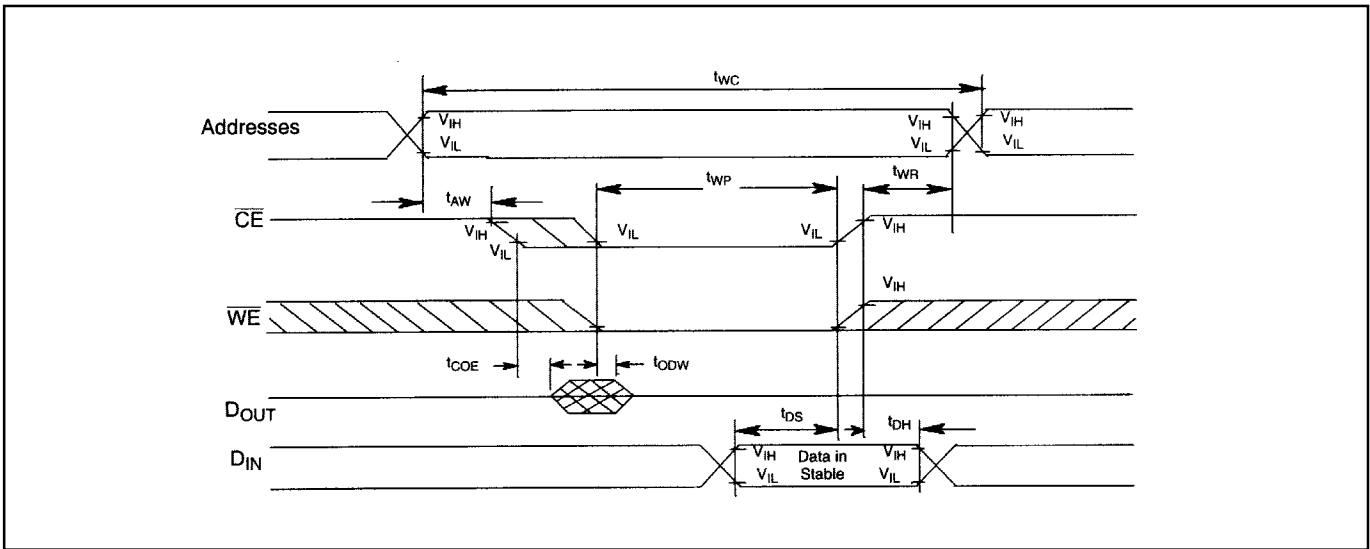 tWC
Addresses
VIH
VIL
VIH
VIL
VIH
VIL
tAW
tWP
tWR
CE
VIH
VIL
VIL
VIL
VIH
WE
VIH
tCOE
tODW
DOUT
tDS
tDH
DIN
VIH
VIL
Data in
Stable
VIH
VIL